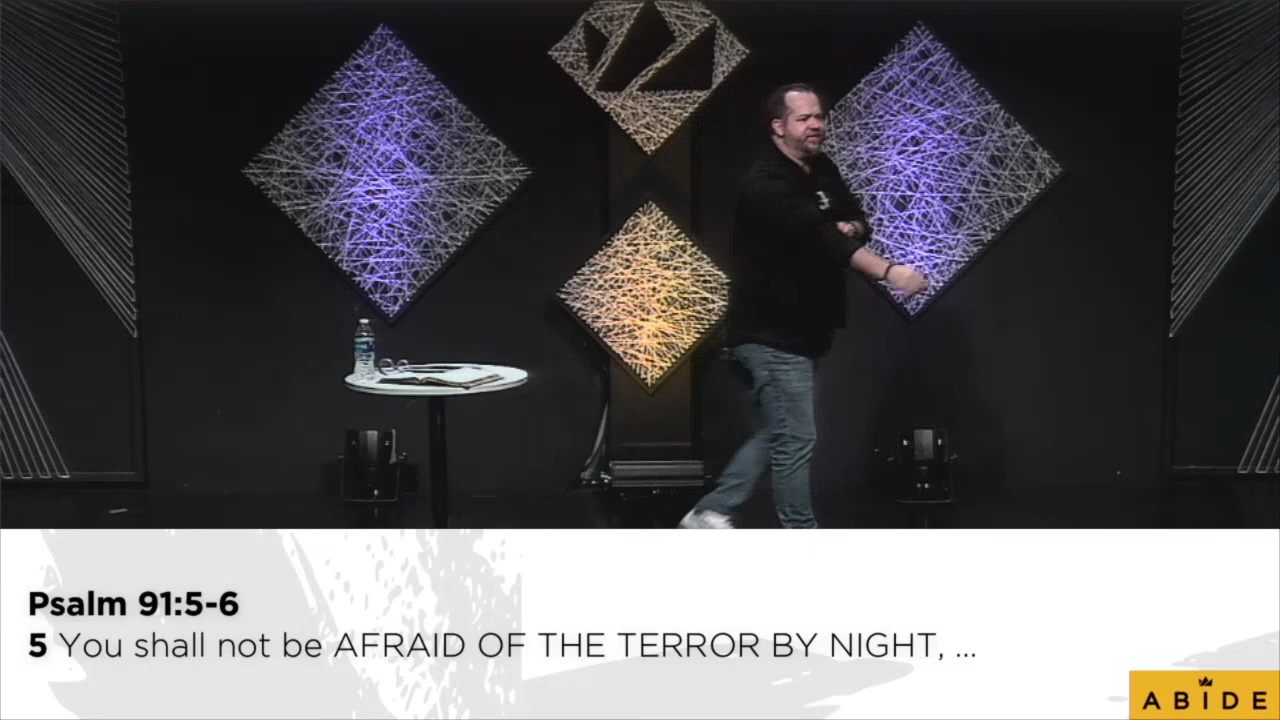 Psalm 91:5-6
5 You shall not be AFRAID OF THE TERROR BY NIGHT, ...
ABIDE